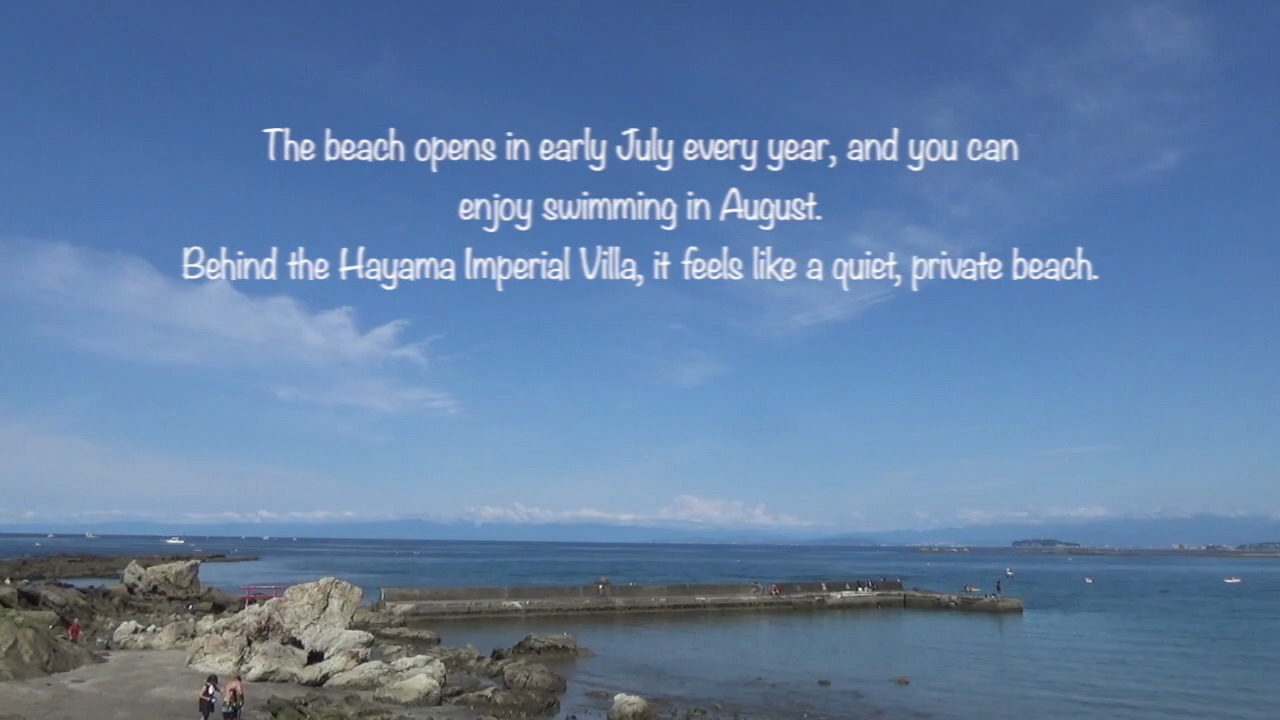 The beach opens in early July every year, and you can
enjoy swimming in August.
Behind the Hayama Imperial Villa, it feels like a quiet, private beach.